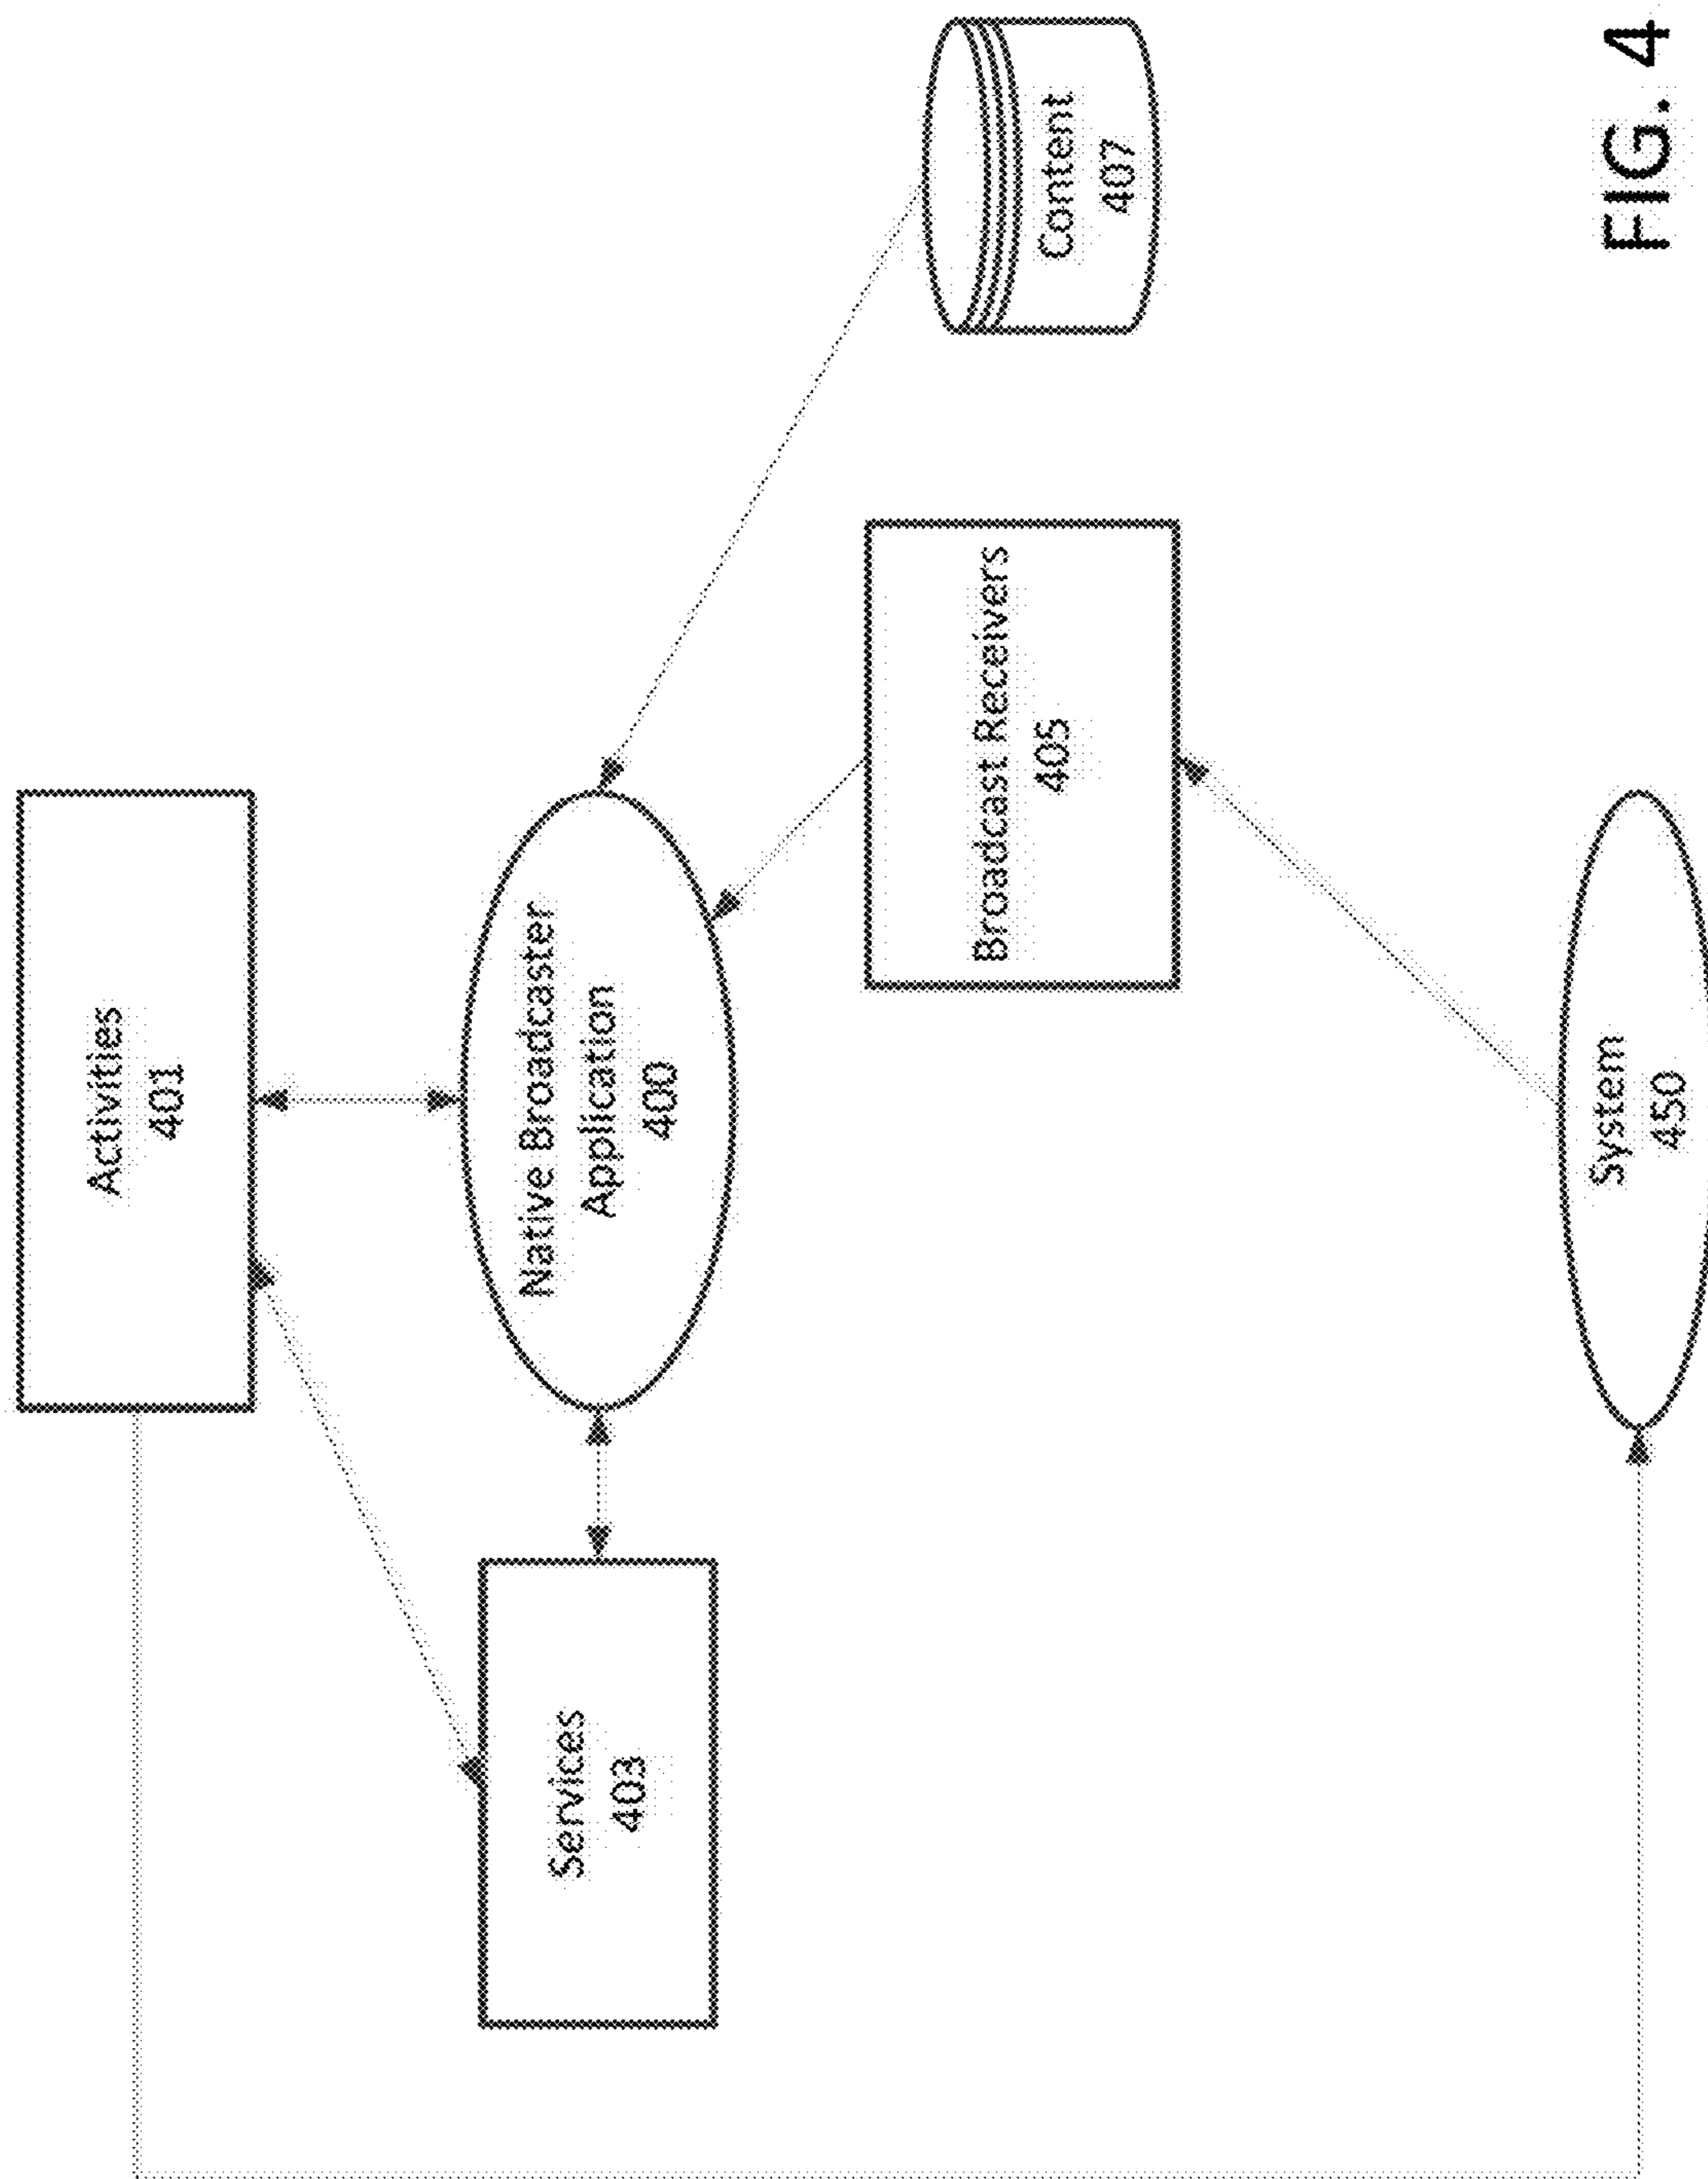 Activities
401
Services
403
Native Broadcaster
Application
400
Broadcast Receivers
405
Content
407
System
450
FIG. 4